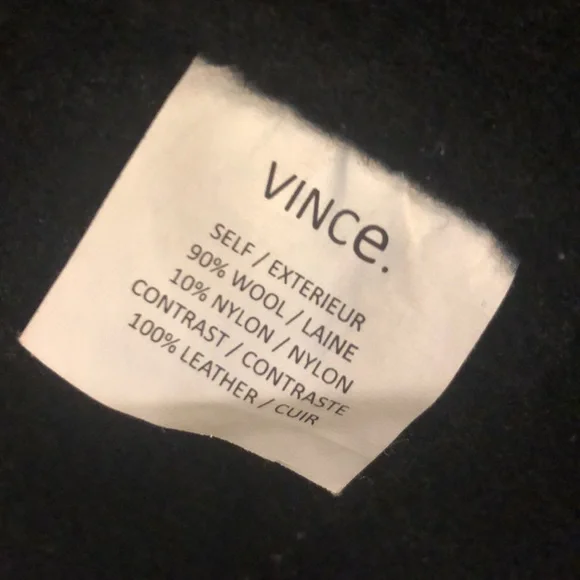 VINCe.
SELF / EXTERIEUR
90% WOOL / LAINE
10% NYLON / NYLON
CONTRAST / CONTRASTE
100% LEATHER / CUIR